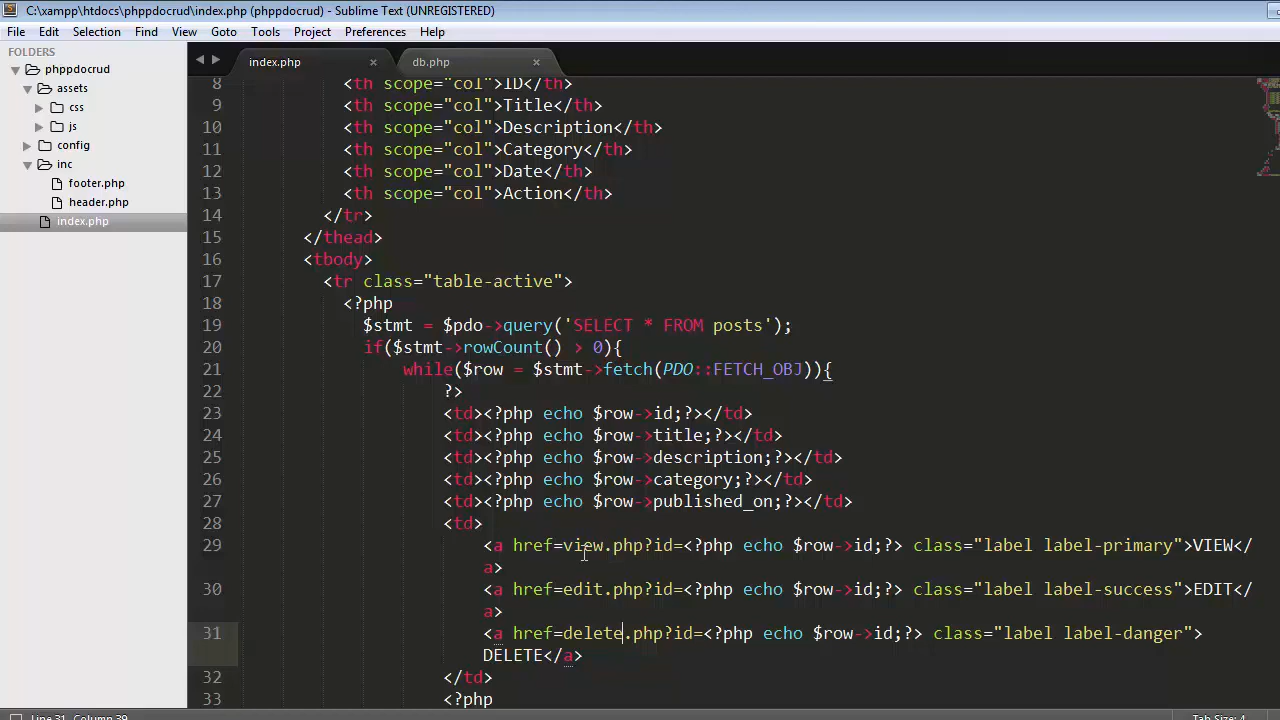 C:\xampp\htdocs\phppdocrud\index.php (phppdocrud) - Sublime Text (UNREGISTERED)
File Edit Selection Find View Goto Tools Project Preferences Help
FOLDERS
phppdocrud
assets
css
js
config
inc
footer.php
header.php
index.php
index.php × db.php ×
8 <th scope="col">ID</th>
9 <th scope="col">Title</th>
10 <th scope="col">Description</th>
11 <th scope="col">Category</th>
12 <th scope="col">Date</th>
13 <th scope="col">Action</th>
14 </tr>
15 </thead>
16 <tbody>
17 <tr class="table-active">
18 <?php
19 $stmt = $pdo->query('SELECT * FROM posts');
20 if($stmt->rowCount() > 0){
21 while($row = $stmt->fetch(PDO::FETCH_OBJ)){
22 ?>
23 <td><?php echo $row->id;?></td>
24 <td><?php echo $row->title;?></td>
25 <td><?php echo $row->description;?></td>
26 <td><?php echo $row->category;?></td>
27 <td><?php echo $row->published_on;?></td>
28 <td>
29 <a href=view.php?id=<?php echo $row->id;?> class="label label-primary">VIEW</
a>
30 <a href=edit.php?id=<?php echo $row->id;?> class="label label-success">EDIT</
a>
31 <a href=delete.php?id=<?php echo $row->id;?> class="label label-danger">
DELETE</a>
32 </td>
33 <?php
Line 31, Column 39 Tab Size: 4